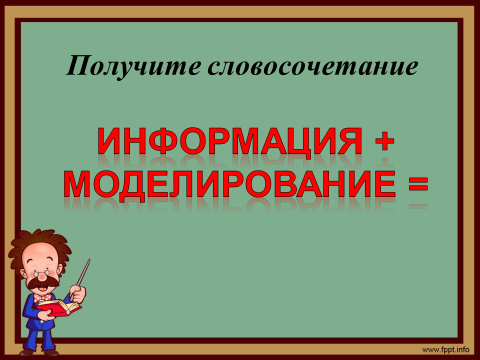 Получите словосочетание
ИНФОРМАЦИЯ +
МОДЕЛИРОВАНИЕ =
www.fppt.info